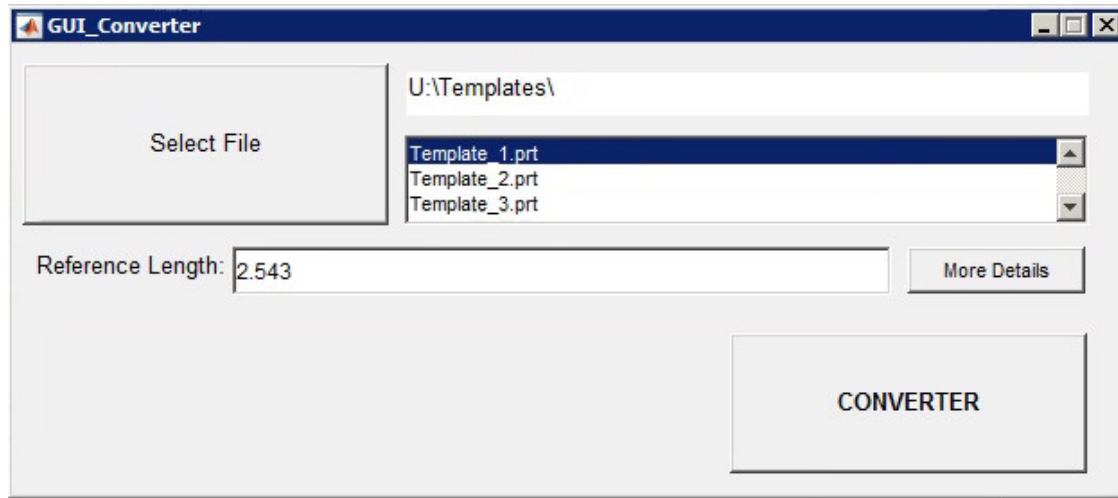 GUI_Converter
Select File
U:\Templates\
Template_1.prt
Template_2.prt
Template_3.prt
Reference Length: 2.543
More Details
CONVERTER